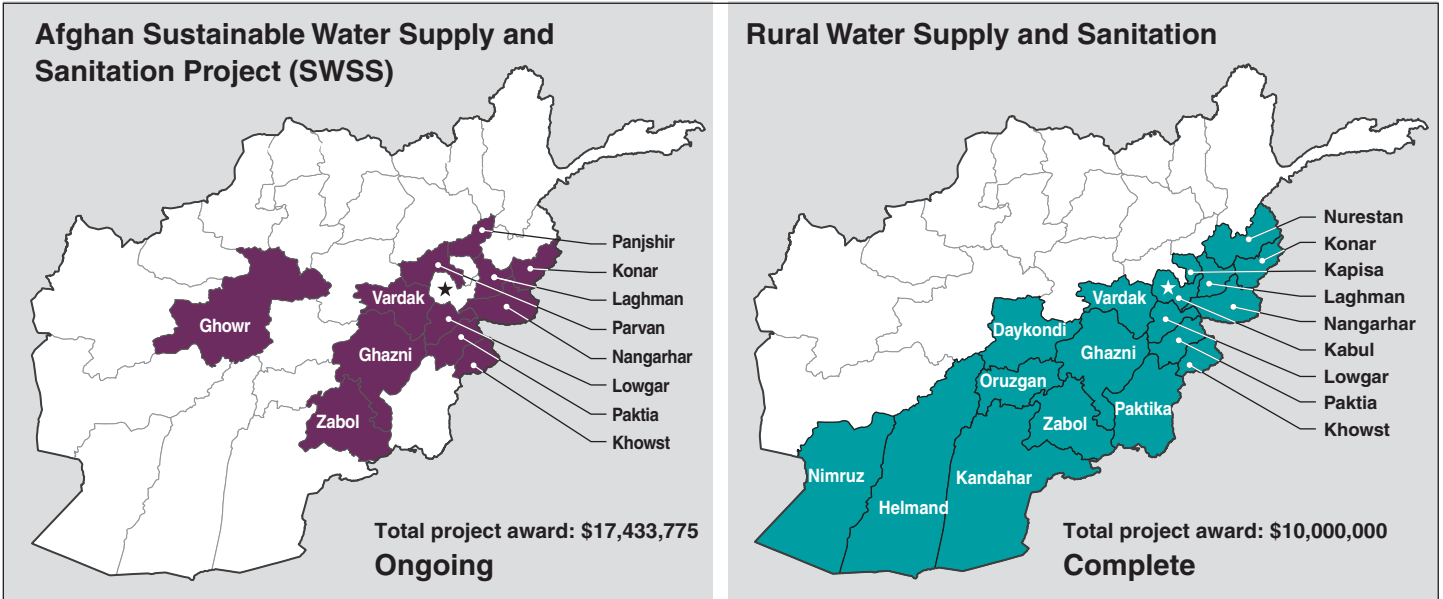 Afghan Sustainable Water Supply and
Sanitation Project (SWSS)
Panjshir
Konar
Laghman
Parvan
Nangarhar
Lowgar
Paktia
Khowst
Vardak
Ghowr
Ghazni
Zabol
Total project award: $17,433,775
Ongoing
Rural Water Supply and Sanitation
Nurestan
Konar
Kapisa
Laghman
Nangarhar
Kabul
Lowgar
Paktia
Khowst
Vardak
Daykondi
Ghazni
Oruzgan
Paktika
Zabol
Nimruz
Kandahar
Helmand
Total project award: $10,000,000
Complete